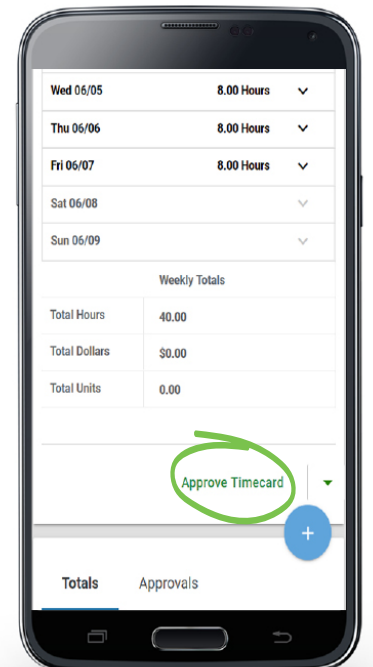 Wed 06/05 8.00 Hours
Thu 06/06 8.00 Hours
Fri 06/07 8.00 Hours
Sat 06/08
Sun 06/09
Weekly Totals
Total Hours 40.00
Total Dollars $0.00
Total Units 0.00
Approve Timecard
+
Totals Approvals